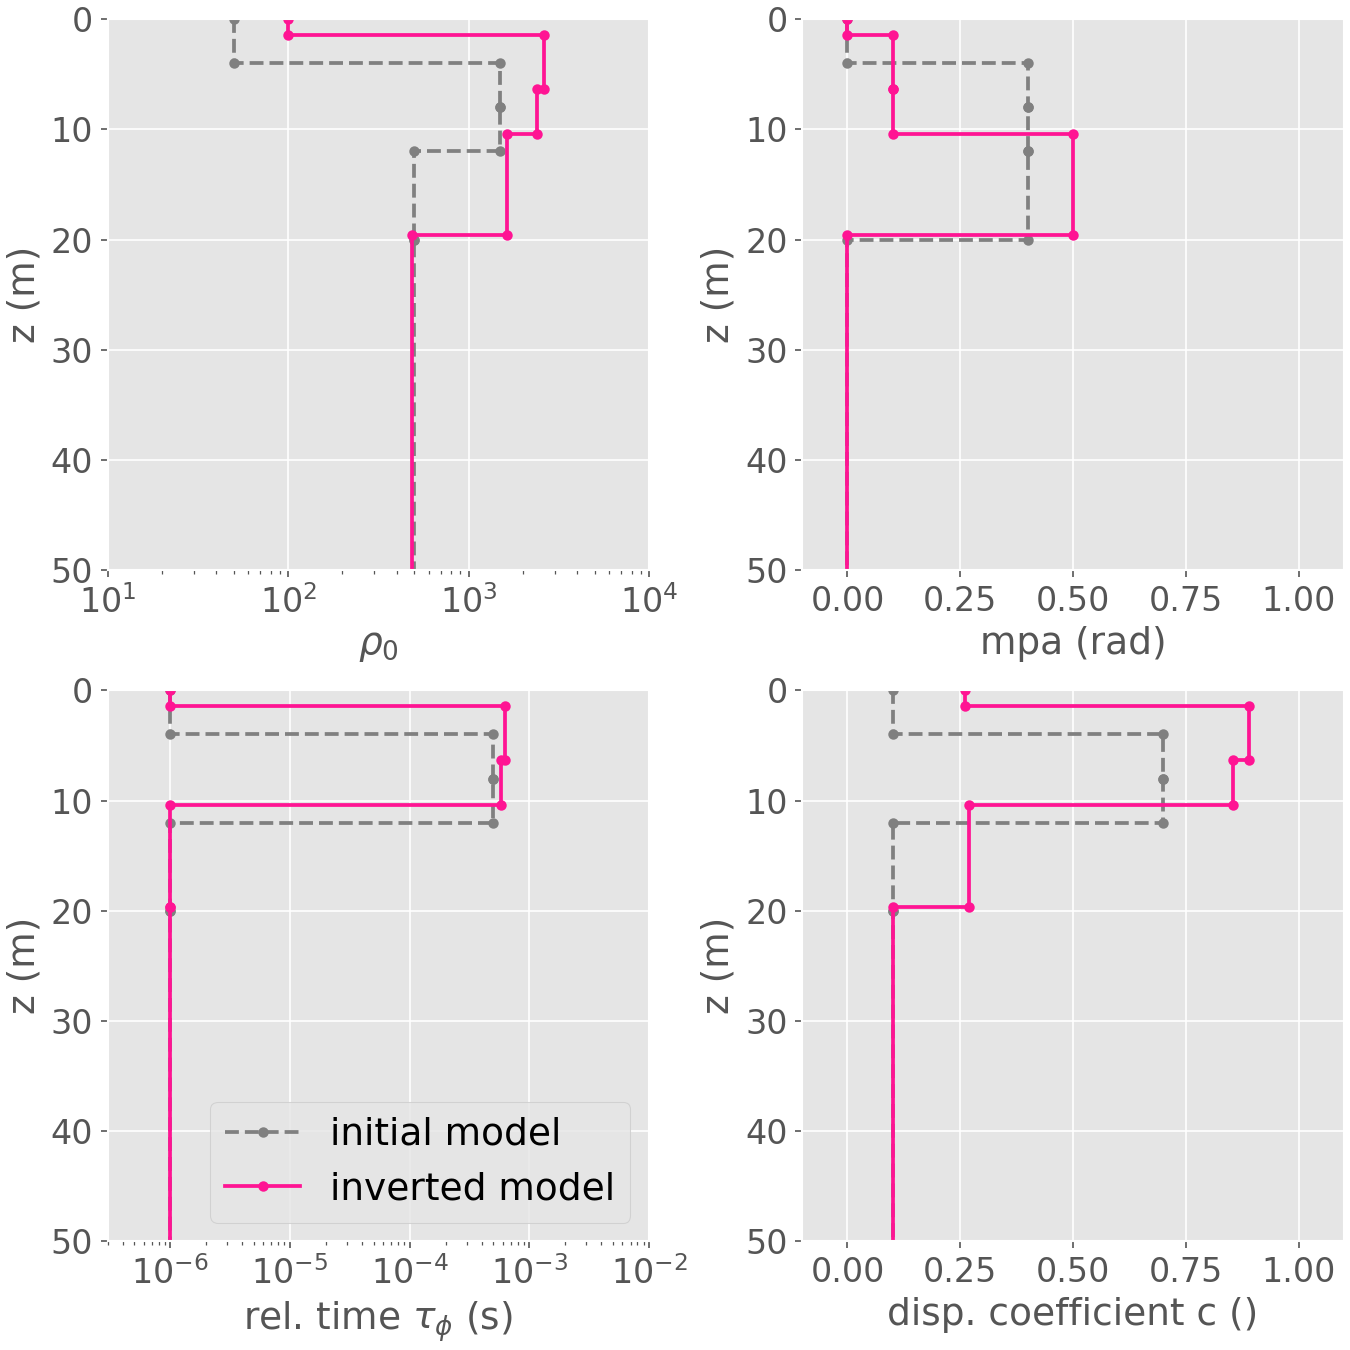 0
10
20
30
40
50
z (m)
10¹ 10² 10³ 10⁴
ρ₀
0
10
20
30
40
50
z (m)
0.00 0.25 0.50 0.75 1.00
mpa (rad)
0
10
20
30
40
50
z (m)
initial model
inverted model
10⁻⁶ 10⁻⁵ 10⁻⁴ 10⁻³ 10⁻²
rel. time τ_ϕ (s)
0
10
20
30
40
50
z (m)
0.00 0.25 0.50 0.75 1.00
disp. coefficient c ()